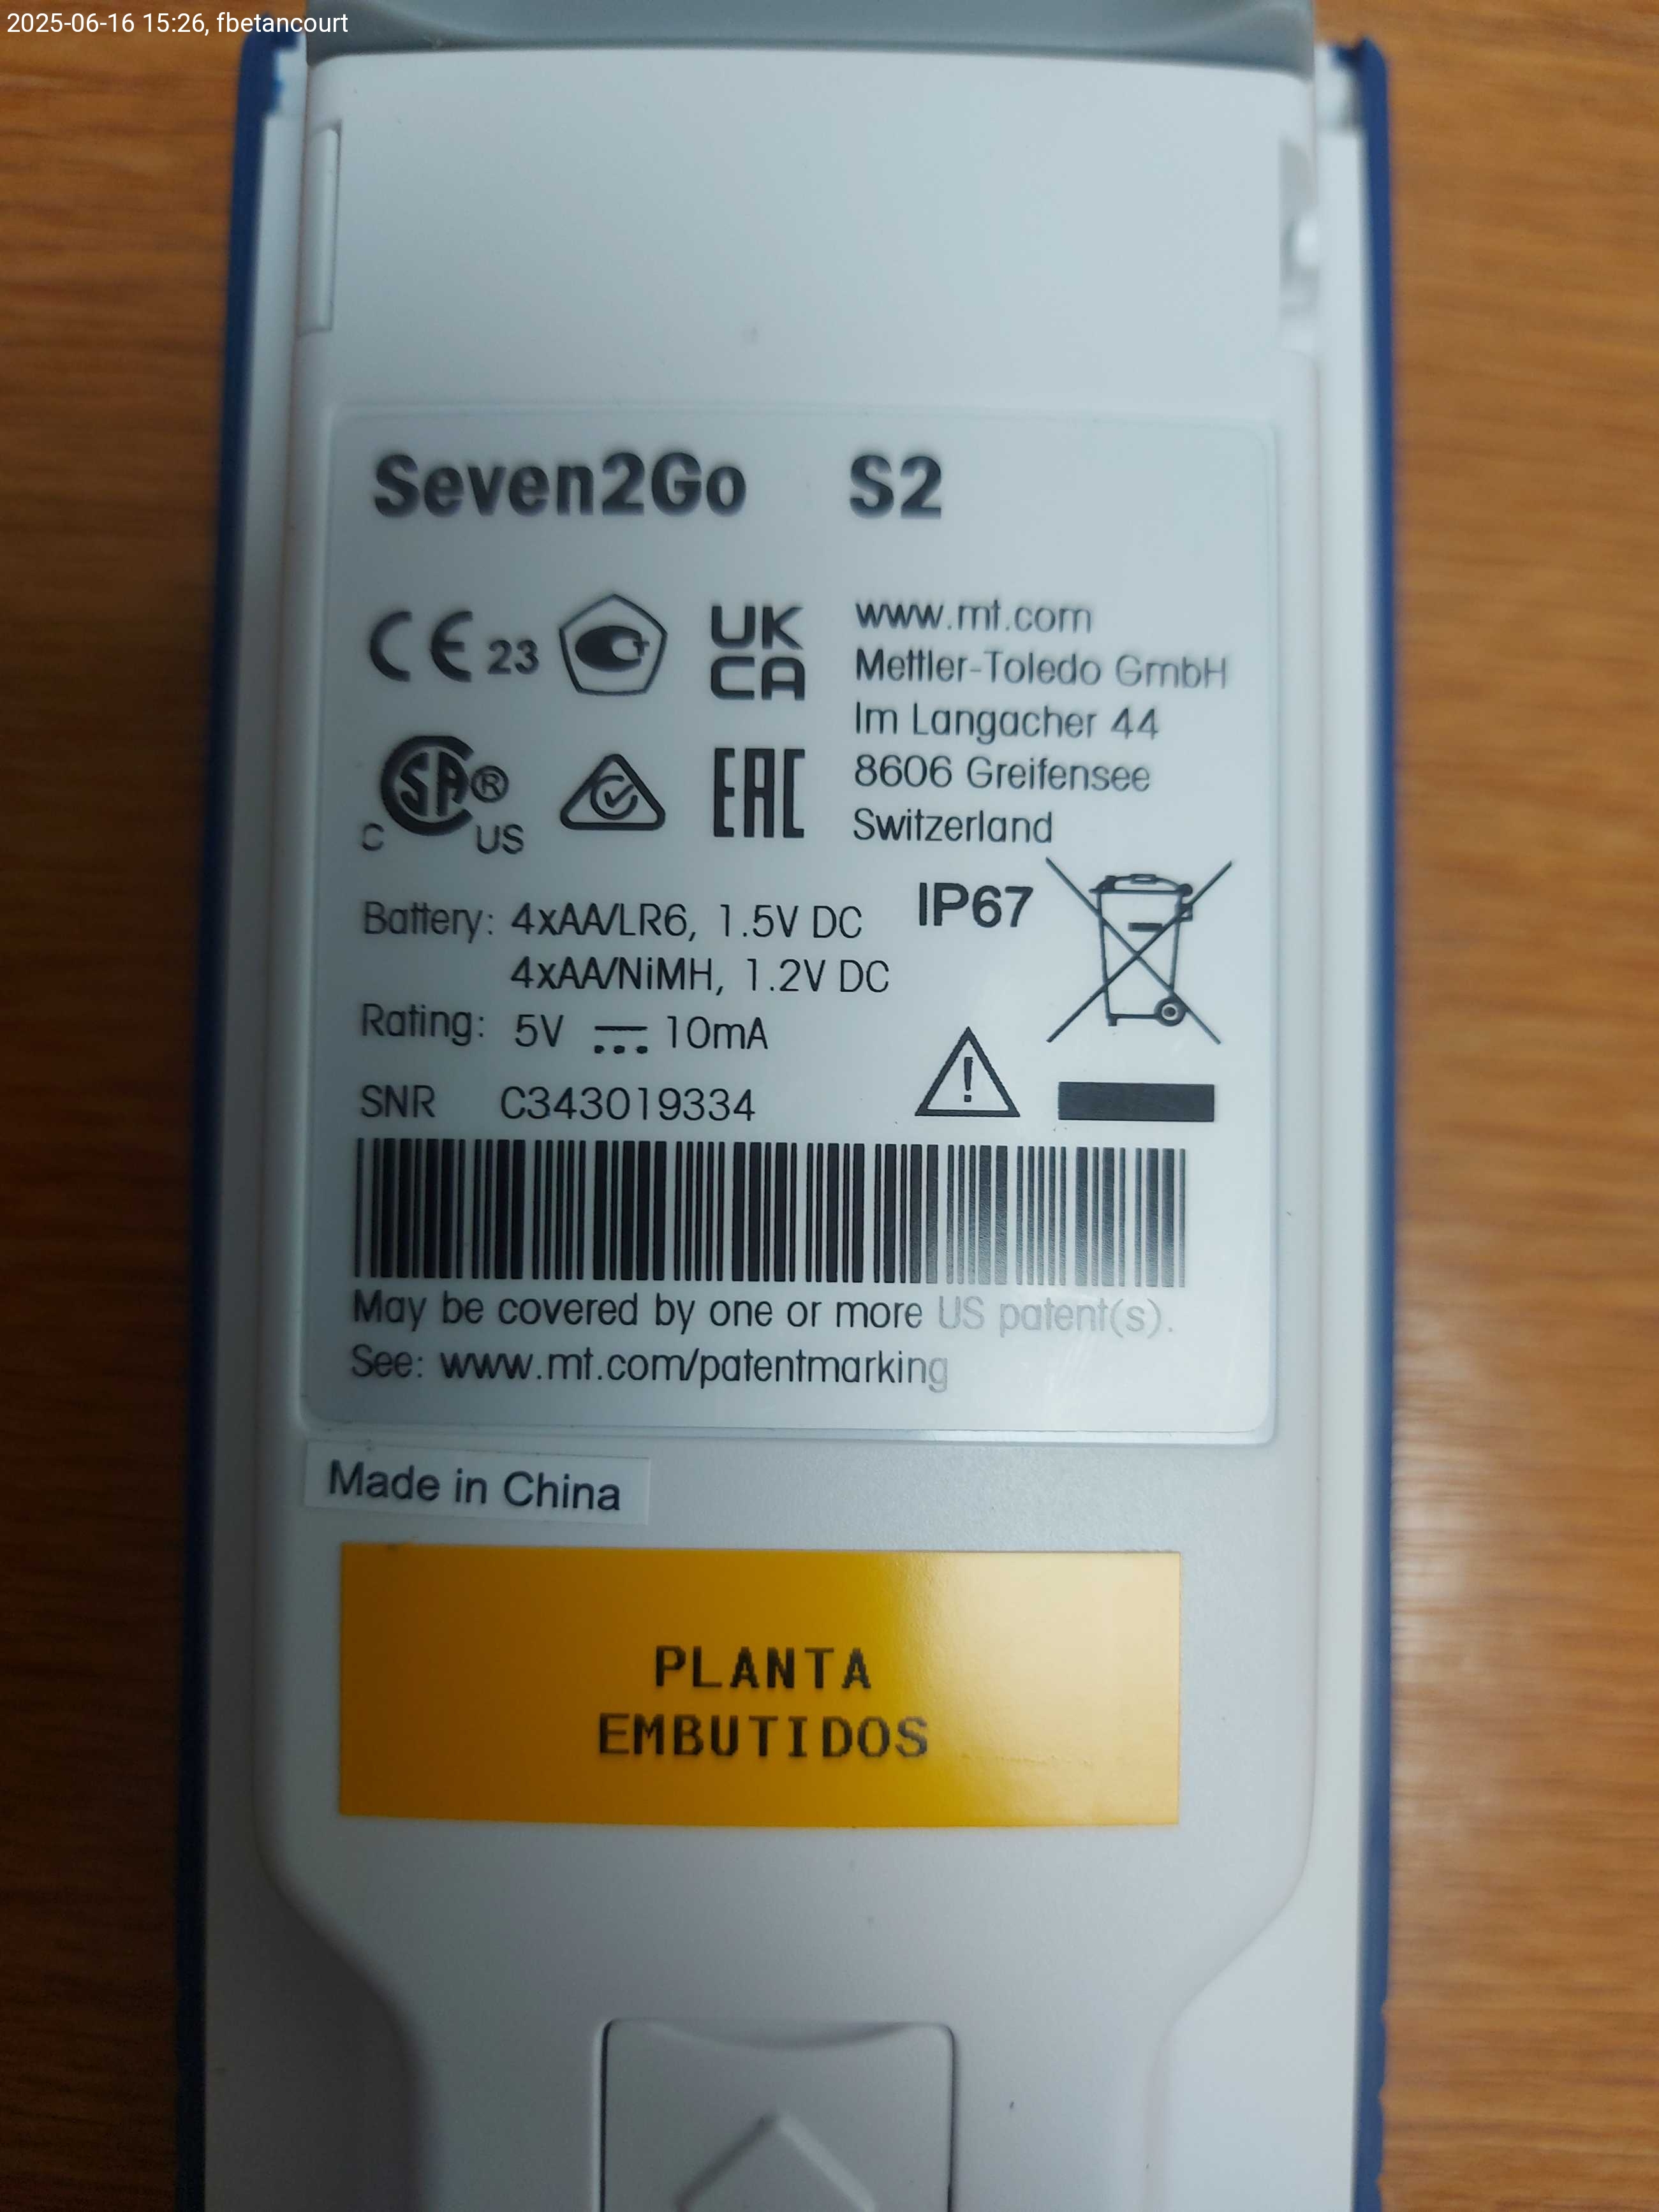 2025-06-16 15:26, fbetancourt
Seven2Go S2
CE 23
UK
CA
www.mt.com
Mettler-Toledo GmbH
Im Langacher 44
8606 Greifensee
Switzerland
C SA® US
EAC
Battery: 4xAA/LR6, 1.5V DC
4xAA/NiMH, 1.2V DC
IP67
Rating: 5V ⎓ 10mA
SNR C343019334
May be covered by one or more US patent(s).
See: www.mt.com/patentmarking
Made in China
PLANTA
EMBUTIDOS